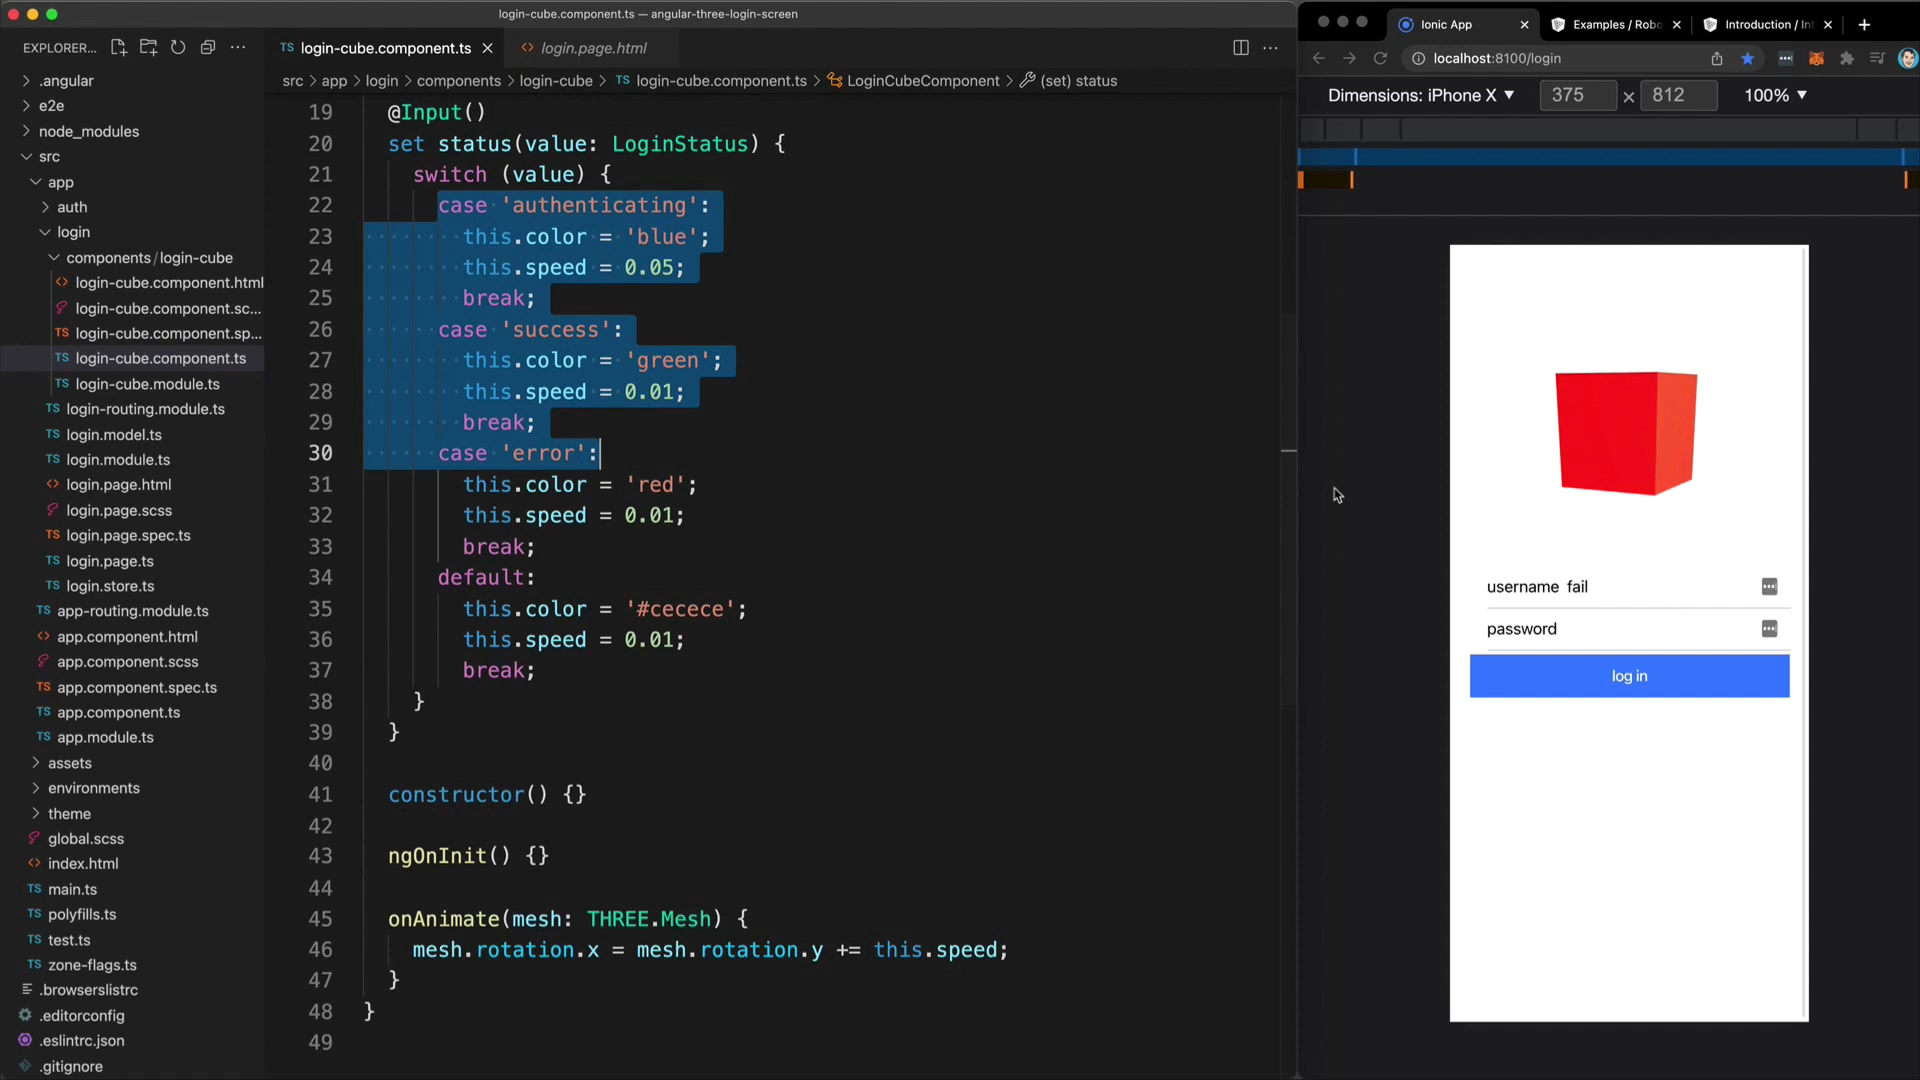 login-cube.component.ts — angular-three-login-screen
EXPLORER...
.angular
e2e
node_modules
src
app
auth
login
components/login-cube
login-cube.component.html
login-cube.component.sc...
login-cube.component.sp...
login-cube.component.ts
login-cube.module.ts
login-routing.module.ts
login.model.ts
login.module.ts
login.page.html
login.page.scss
login.page.spec.ts
login.page.ts
login.store.ts
app-routing.module.ts
app.component.html
app.component.scss
app.component.spec.ts
app.component.ts
app.module.ts
assets
environments
theme
global.scss
index.html
main.ts
polyfills.ts
test.ts
zone-flags.ts
.browserslistrc
.editorconfig
.eslintrc.json
.gitignore
TS login-cube.component.ts
login.page.html
src > app > login > components > login-cube > TS login-cube.component.ts > LoginCubeComponent > (set) status
19 @Input()
20 set status(value: LoginStatus) {
21 switch (value) {
22 case 'authenticating':
23 this.color = 'blue';
24 this.speed = 0.05;
25 break;
26 case 'success':
27 this.color = 'green';
28 this.speed = 0.01;
29 break;
30 case 'error':
31 this.color = 'red';
32 this.speed = 0.01;
33 break;
34 default:
35 this.color = '#cecece';
36 this.speed = 0.01;
37 break;
38 }
39 }
40
41 constructor() {}
42
43 ngOnInit() {}
44
45 onAnimate(mesh: THREE.Mesh) {
46 mesh.rotation.x = mesh.rotation.y += this.speed;
47 }
48 }
49
Ionic App
Examples / Robo
Introduction / Int
localhost:8100/login
Dimensions: iPhone X ▼ 375 × 812 100% ▼
username fail
password
log in